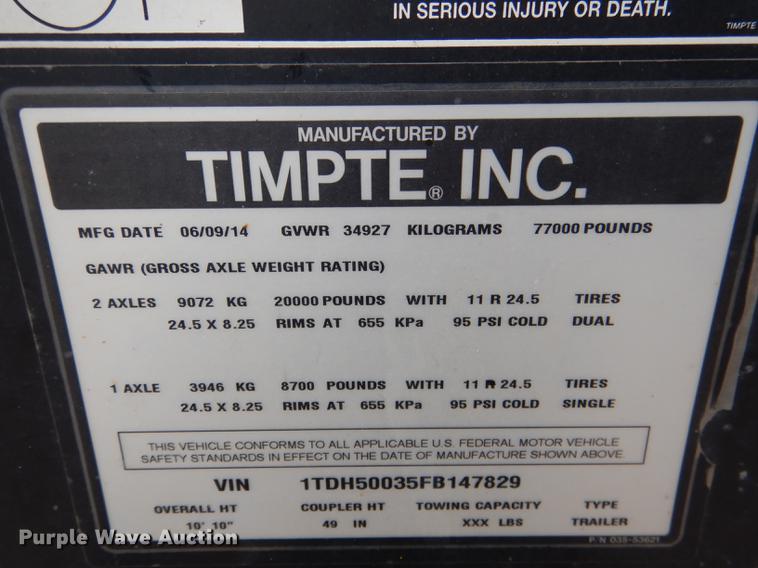 IN SERIOUS INJURY OR DEATH.
TIMPTE
MANUFACTURED BY
TIMPTE® INC.
MFG DATE 06/09/14 GVWR 34927 KILOGRAMS 77000 POUNDS
GAWR (GROSS AXLE WEIGHT RATING)
2 AXLES 9072 KG 20000 POUNDS WITH 11 R 24.5 TIRES
24.5 X 8.25 RIMS AT 655 KPa 95 PSI COLD DUAL
1 AXLE 3946 KG 8700 POUNDS WITH 11 R 24.5 TIRES
24.5 X 8.25 RIMS AT 655 KPa 95 PSI COLD SINGLE
THIS VEHICLE CONFORMS TO ALL APPLICABLE U.S. FEDERAL MOTOR VEHICLE
SAFETY STANDARDS IN EFFECT ON THE DATE OF MANUFACTURE SHOWN ABOVE
VIN 1TDH50035FB147829
OVERALL HT COUPLER HT TOWING CAPACITY TYPE
10' 10" 49 IN XXX LBS TRAILER
P/N 035-53621
Purple Wave Auction